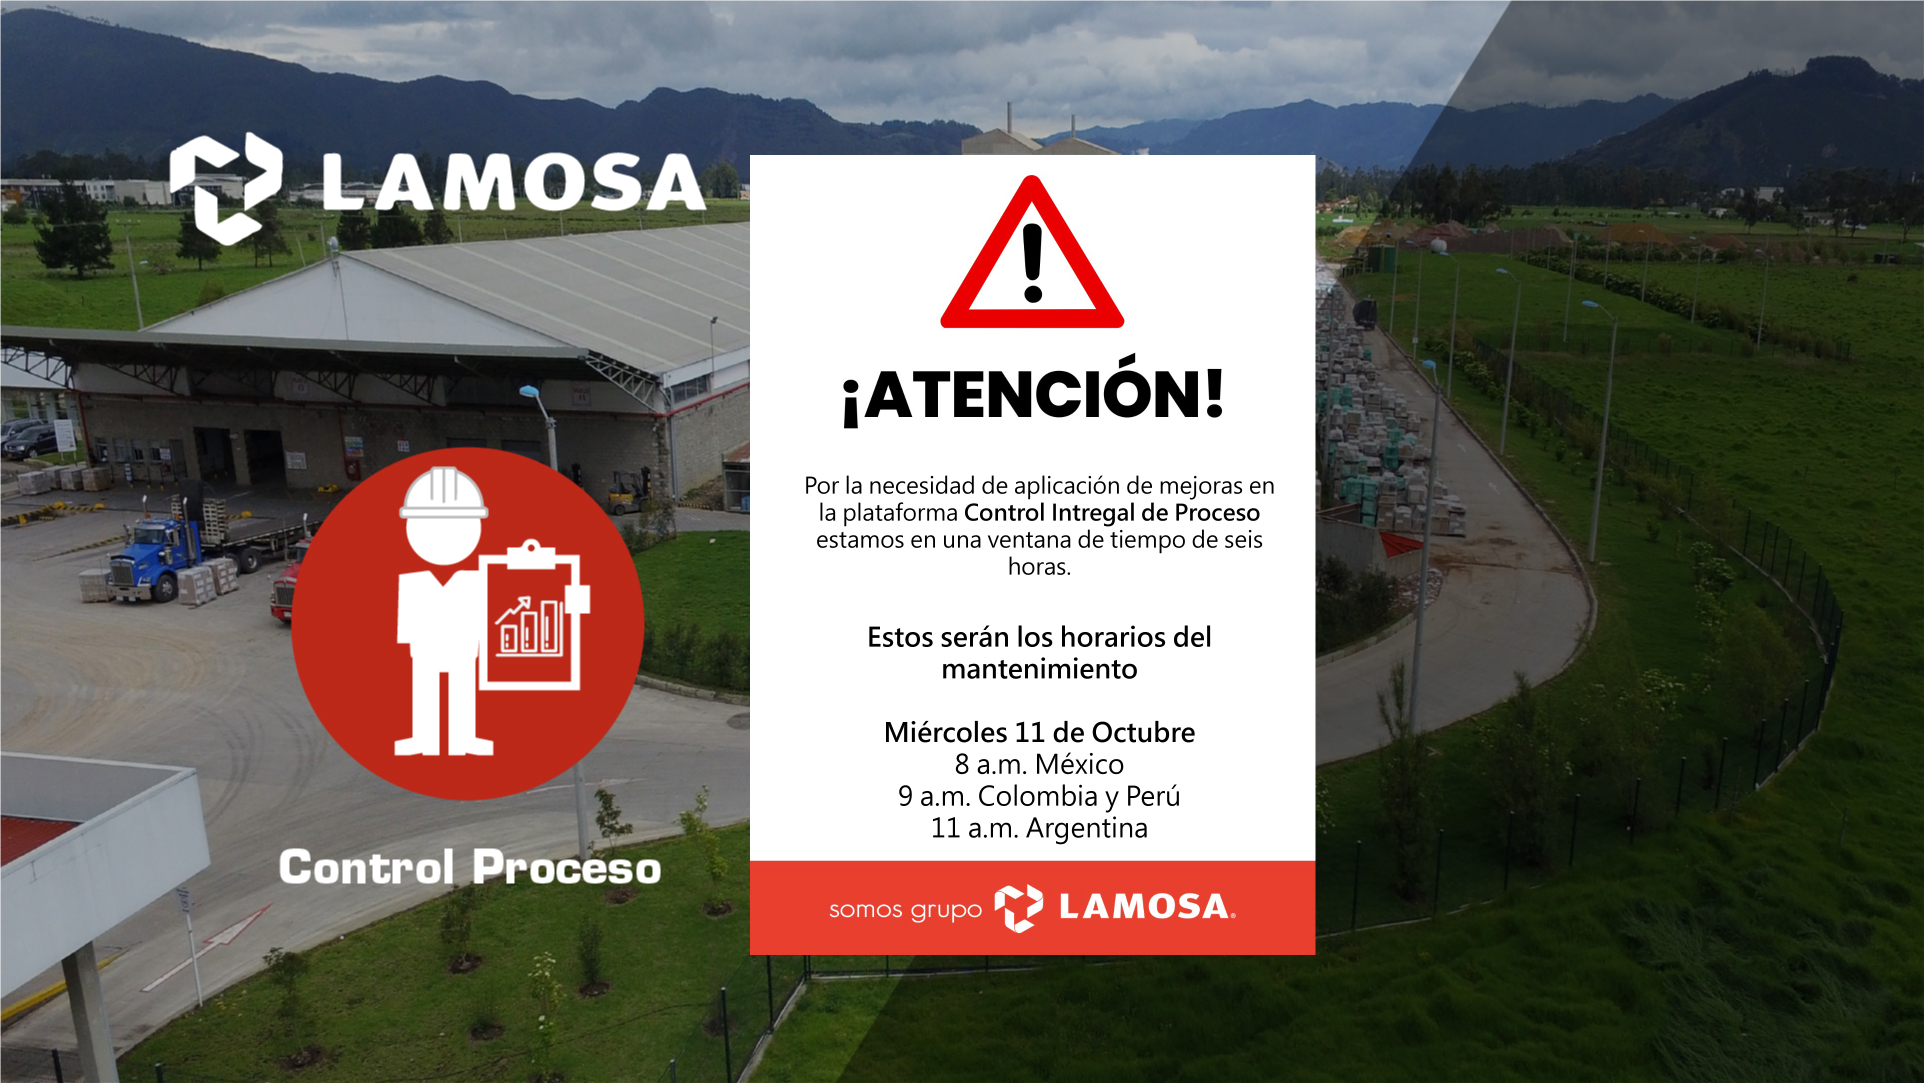 LAMOSA
¡ATENCIÓN!
Por la necesidad de aplicación de mejoras en
la plataforma Control Intregal de Proceso
estamos en una ventana de tiempo de seis
horas.
Estos serán los horarios del
mantenimiento
Miércoles 11 de Octubre
8 a.m. México
9 a.m. Colombia y Perú
11 a.m. Argentina
somos grupo LAMOSA
Control Proceso